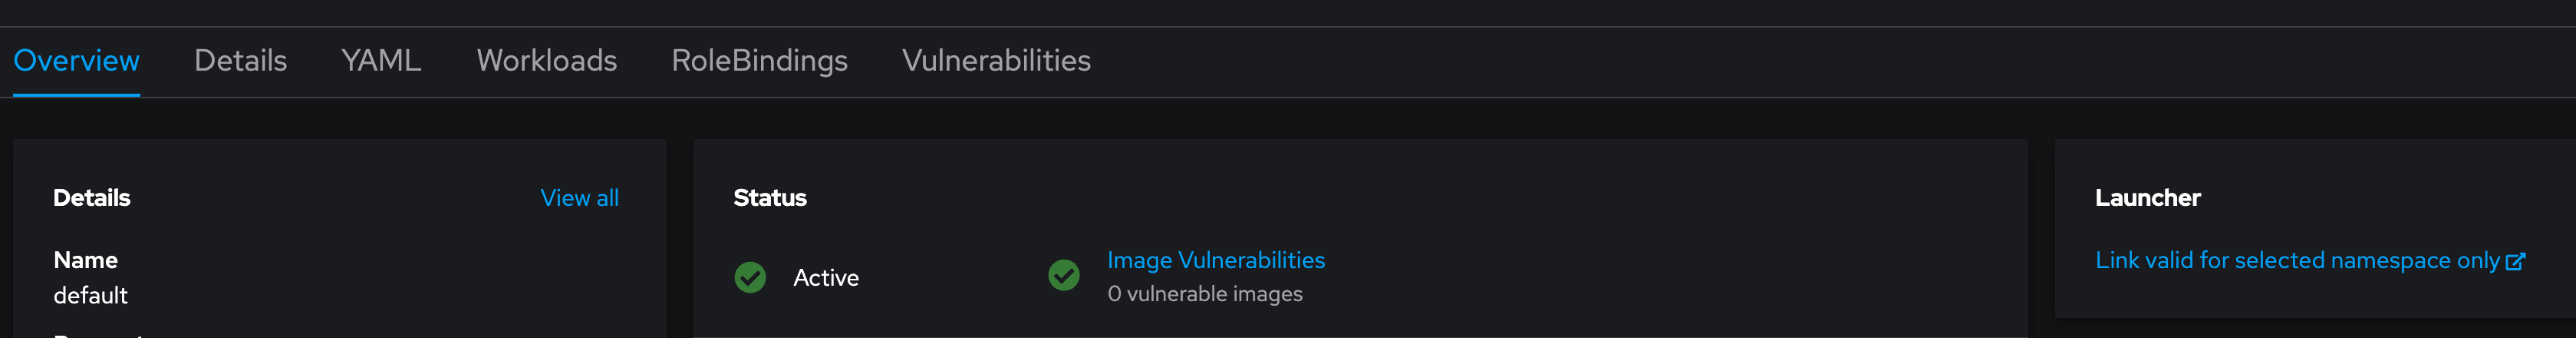 Overview Details YAML Workloads RoleBindings Vulnerabilities
Details View all
Name
default
Status
Active
Image Vulnerabilities
0 vulnerable images
Launcher
Link valid for selected namespace only